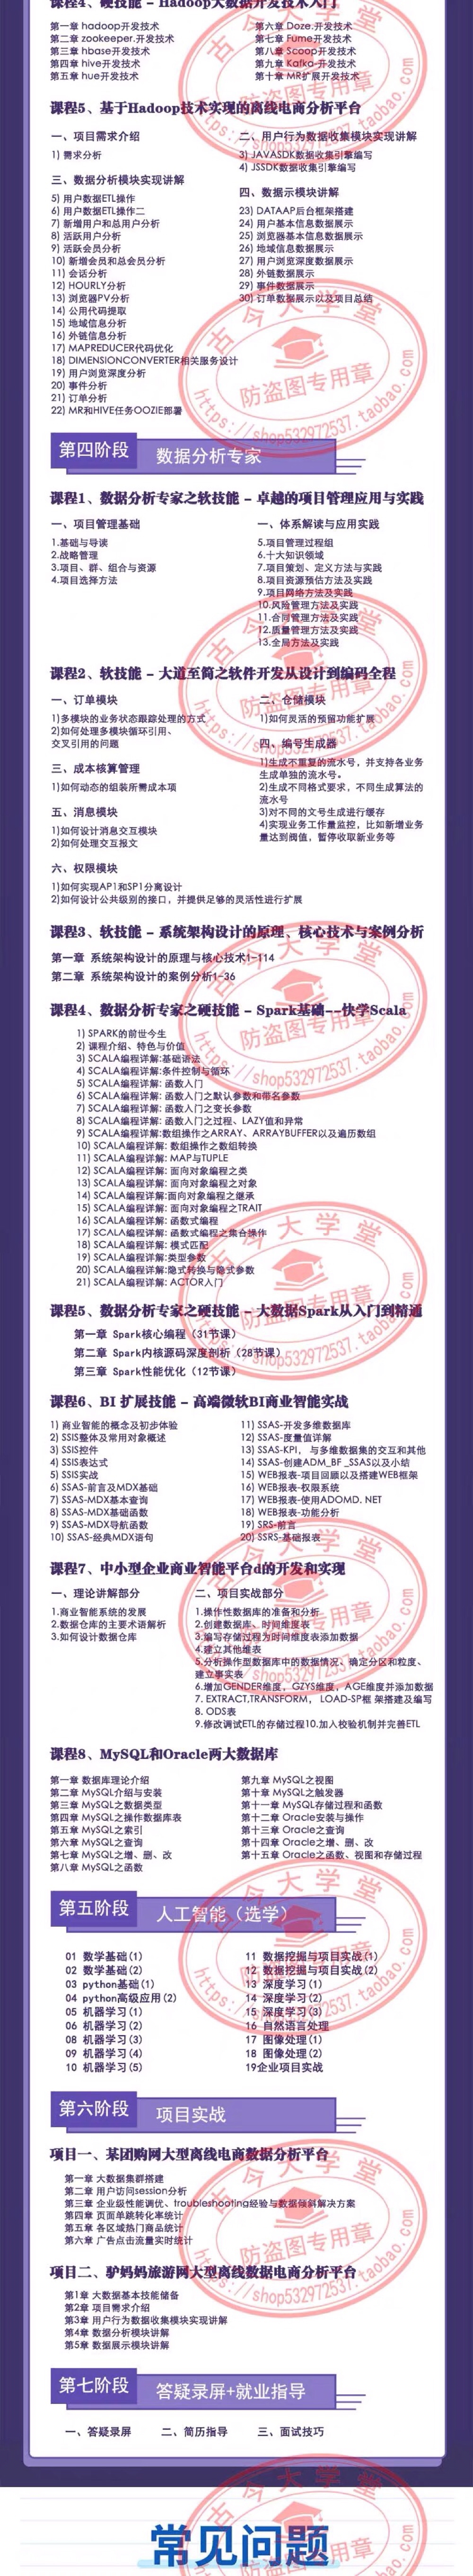 课程4、硬技能 – Hadoop大数据开发技术入门
第一章 hadoop开发技术
第二章 zookeeper.开发技术
第三章 hbase开发技术
第四章 hive开发技术
第五章 hue开发技术
第六章 Doze.开发技术
第七章 Fume开发技术
第八章 Scoop开发技术
第九章 Kafko-开发技术
第十章 MR扩展开发技术
课程5、基于Hadoop技术实现的离线电商分析平台
一、项目需求介绍
1) 需求分析
二、用户行为数据收集模块实现讲解
3) JAVASDK数据收集引擎编写
4) JSSDK数据收集引擎编写
三、数据分析模块实现讲解
5) 用户数据ETL操作
6) 用户数据ETL操作二
7) 新增用户和总用户分析
8) 活跃用户分析
9) 活跃会员分析
10) 新增会员和总会员分析
11) 会话分析
12) HOURLY分析
13) 浏览器PV分析
14) 公用代码提取
15) 地域信息分析
16) 外链信息分析
17) MAPREDUCER代码优化
18) DIMENSIONCONVERTER相关服务设计
19) 用户浏览深度分析
20) 事件分析
21) 订单分析
22) MR和HIVE任务OOZIE部署
四、数据示模块讲解
23) DATAAP后台框架搭建
24) 用户基本信息数据展示
25) 浏览器基本信息数据展示
26) 地域信息数据展示
27) 用户浏览深度数据展示
28) 外链数据展示
29) 事件数据展示
30) 订单数据展示以及项目总结
第四阶段 数据分析专家
课程1、数据分析专家之软技能 – 卓越的项目管理应用与实践
一、项目管理基础
1.基础与导读
2.战略管理
3.项目、群、组合与资源
4.项目选择方法
一、体系解读与应用实践
5.项目管理过程组
6.十大知识领域
7.项目策划、定义方法与实践
8.项目资源预估方法及实践
9.项目网络方法及实践
10.风险管理方法及实践
11.合同管理方法及实践
12.质量管理方法及实践
13.全局方法及实践
课程2、软技能 – 大道至简之软件开发从设计到编码全程
一、订单模块
1)多模块的业务状态跟踪处理的方式
2)如何处理多模块循环引用、
交叉引用的问题
二、仓储模块
1)如何灵活的预留功能扩展
三、成本核算管理
1)如何动态的组装所需成本项
四、编号生成器
1)生成不重复的流水号，并支持各业务
生成单独的流水号。
2)生成不同格式要求，不同生成算法的
流水号
3)对不同的文号生成进行缓存
4)实现业务工作量监控，比如新增业务
量达到阀值，暂停收取新业务等
五、消息模块
1)如何设计消息交互模块
2)如何处理交互报文
六、权限模块
1)如何实现AP1和SP1分离设计
2)如何设计公共级别的接口，并提供足够的灵活性进行扩展
课程3、软技能 – 系统架构设计的原理、核心技术与案例分析
第一章 系统架构设计的原理与核心技术1-114
第二章 系统架构设计的案例分析1-36
课程4、数据分析专家之硬技能 – Spark基础--快学Scala
1) SPARK的前世今生
2) 课程介绍、特色与价值
3) SCALA编程详解:基础语法
4) SCALA编程详解:条件控制与循环
5) SCALA编程详解: 函数入门
6) SCALA编程详解: 函数入门之默认参数和带名参数
7) SCALA编程详解: 函数入门之变长参数
8) SCALA编程详解: 函数入门之过程、LAZY值和异常
9) SCALA编程详解:数组操作之ARRAY、ARRAYBUFFER以及遍历数组
10) SCALA编程详解: 数组操作之数组转换
11) SCALA编程详解: MAP与TUPLE
12) SCALA编程详解: 面向对象编程之类
13) SCALA编程详解: 面向对象编程之对象
14) SCALA编程详解:面向对象编程之继承
15) SCALA编程详解: 面向对象编程之TRAIT
16) SCALA编程详解: 函数式编程
17) SCALA编程详解: 函数式编程之集合操作
18) SCALA编程详解: 模式匹配
19) SCALA编程详解:类型参数
20) SCALA编程详解:隐式转换与隐式参数
21) SCALA编程详解: ACTOR入门
课程5、数据分析专家之硬技能 – 大数据Spark从入门到精通
第一章 Spark核心编程（31节课）
第二章 Spark内核源码深度剖析（28节课）
第三章 Spark性能优化（12节课）
课程6、BI 扩展技能 – 高端微软BI商业智能实战
1) 商业智能的概念及初步体验
2) SSIS整体及常用对象概述
3) SSIS控件
4) SSIS表达式
5) SSIS实战
6) SSAS-前言及MDX基础
7) SSAS-MDX基本查询
8) SSAS-MDX基础函数
9) SSAS-MDX导航函数
10) SSAS-经典MDX语句
11) SSAS-开发多维数据库
12) SSAS-度量值详解
13) SSAS-KPI， 与多维数据集的交互和其他
14) SSAS-创建ADM_BF _SSAS以及小结
15) WEB报表-项目回顾以及搭建WEB框架
16) WEB报表-权限系统
17) WEB报表-使用ADOMD. NET
18) WEB报表-功能分析
19) SRS-前言
20) SSRS-基础报表
课程7、中小型企业商业智能平台d的开发和实现
一、理论讲解部分
1.商业智能系统的发展
2.数据仓库的主要术语解析
3.如何设计数据仓库
二、项目实战部分
1.操作性数据库的准备和分析
2.创建数据库、时间维度表
3.编写存储过程为时间维度表添加数据
4.建立其他维表
5.分析操作型数据库中的数据情况、确定分区和粒度、
建立事实表
6.增加GENDER维度，GZYS维度，AGE维度并添加数据
7. EXTRACT,TRANSFORM， LOAD-SP框 架搭建及编写
8. ODS表
9.修改调试ETL的存储过程10.加入校验机制并完善ETL
课程8、MySQL和Oracle两大数据库
第一章 数据库理论介绍
第二章 MySQL介绍与安装
第三章 MySQL之数据类型
第四章 MySQL之操作数据库表
第五章 MySQL之索引
第六章 MySQL之查询
第七章 MySQL之增、删、改
第八章 MySQL之函数
第九章 MySQL之视图
第十章 MySQL之触发器
第十一章 MySQL存储过程和函数
第十二章 Oracle安装与操作
第十三章 Oracle之查询
第十四章 Oracle之增、删、改
第十五章 Oracle之函数、视图和存储过程
第五阶段 人工智能（选学）
01 数学基础(1)
02 数学基础(2)
03 python基础(1)
04 python高级应用(2)
05 机器学习(1)
06 机器学习(2)
08 机器学习(3)
09 机器学习(4)
10 机器学习(5)
11 数据挖掘与项目实战(1)
12 数据挖掘与项目实战(2)
13 深度学习(1)
14 深度学习(2)
15 深度学习(3)
16 自然语言处理
17 图像处理(1)
18 图像处理(2)
19企业项目实战
第六阶段 项目实战
项目一、某团购网大型离线电商数据分析平台
第一章 大数据集群搭建
第二章 用户访问session分析
第三章 企业级性能调优、troubleshooting经验与数据倾斜解决方案
第四章 页面单跳转化率统计
第五章 各区域热门商品统计
第六章 广告点击流量实时统计
项目二、驴妈妈旅游网大型离线数据电商分析平台
第1章 大数据基本技能储备
第2章 项目需求介绍
第3章 用户行为数据收集模块实现讲解
第4章 数据分析模块讲解
第5章 数据展示模块讲解
第七阶段 答疑录屏+就业指导
一、答疑录屏 二、简历指导 三、面试技巧
常见问题
古今大学堂
防盗图专用章
https://shop532972537.taobao.com